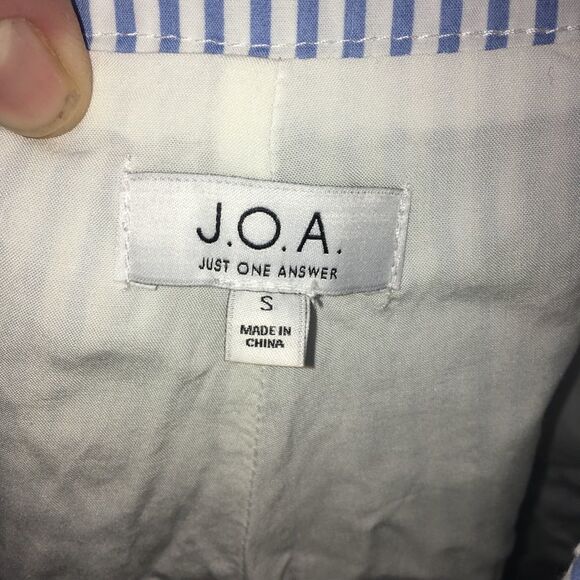 J.O.A.
JUST ONE ANSWER
S
MADE IN
CHINA